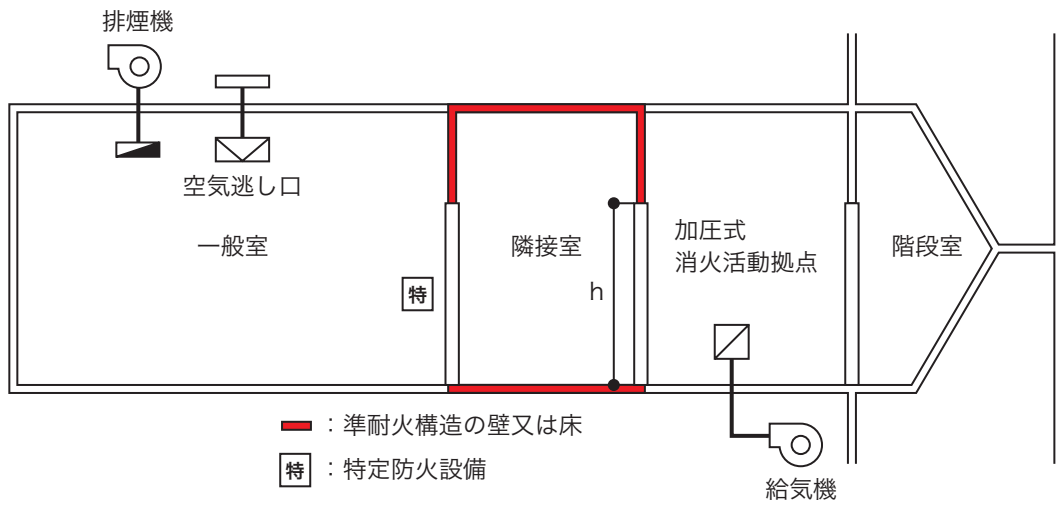 排煙機
空気逃し口
一般室
特
隣接室
h
加圧式
消火活動拠点
階段室
給気機
：準耐火構造の壁又は床
特：特定防火設備